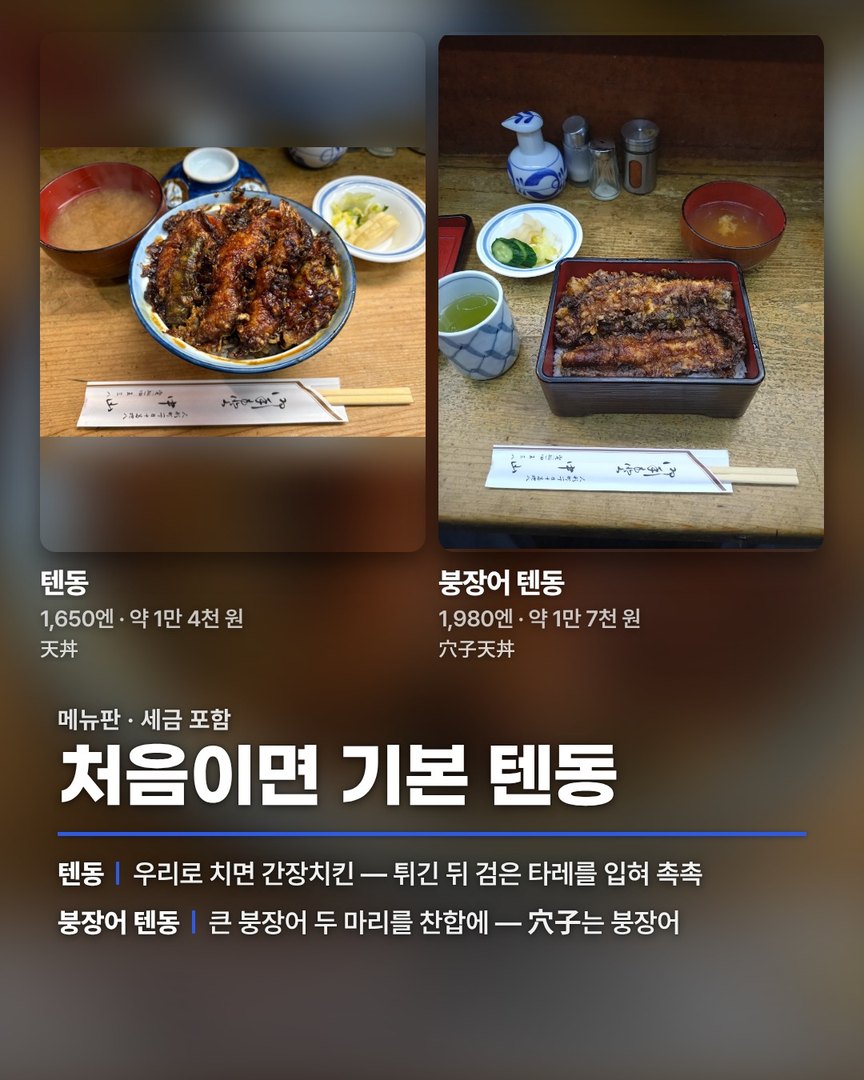 텐동
1,650엔 · 약 1만 4천 원
天丼
붕장어 텐동
1,980엔 · 약 1만 7천 원
穴子天丼
메뉴판 · 세금 포함
처음이면 기본 텐동
텐동 | 우리로 치면 간장치킨 — 튀긴 뒤 검은 타레를 입혀 촉촉
붕장어 텐동 | 큰 붕장어 두 마리를 찬합에 — 穴子는 붕장어